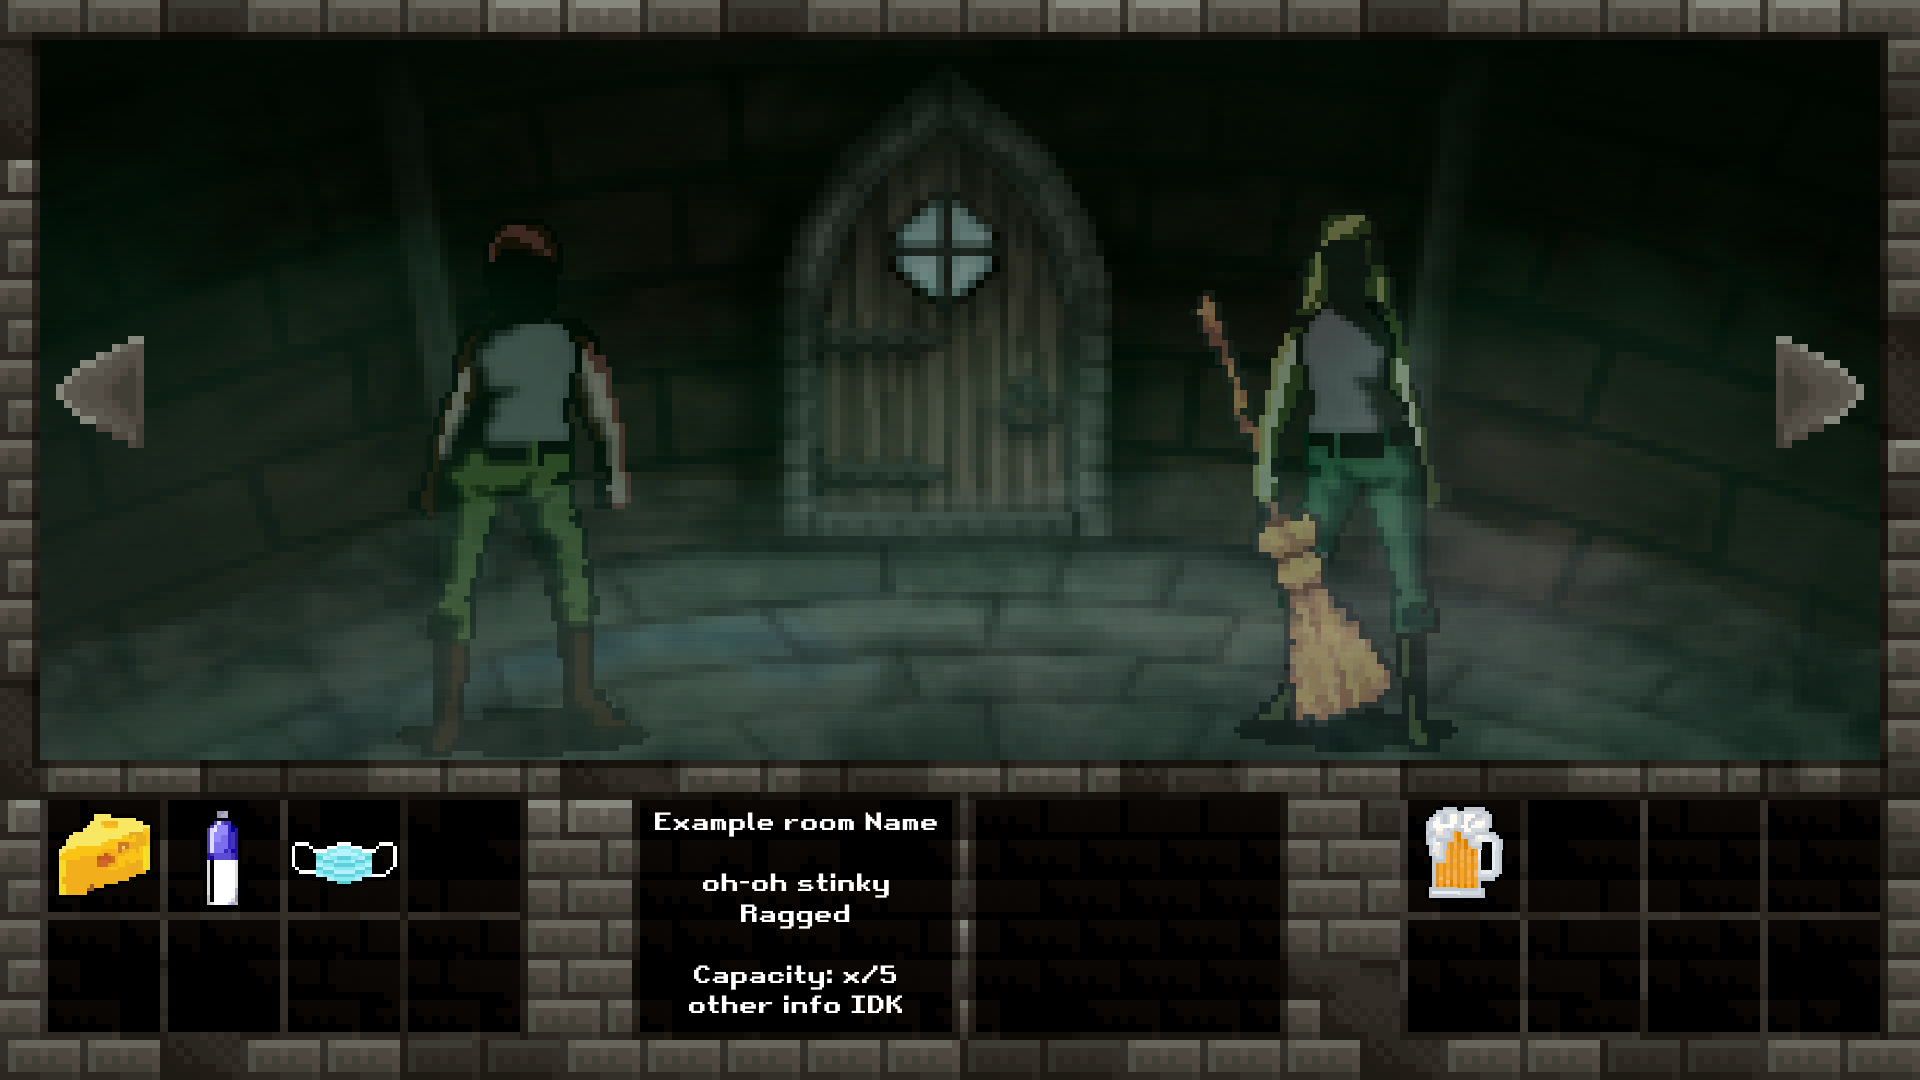 Example room Name
oh-oh stinky
Ragged
Capacity: x/5
other info IDK